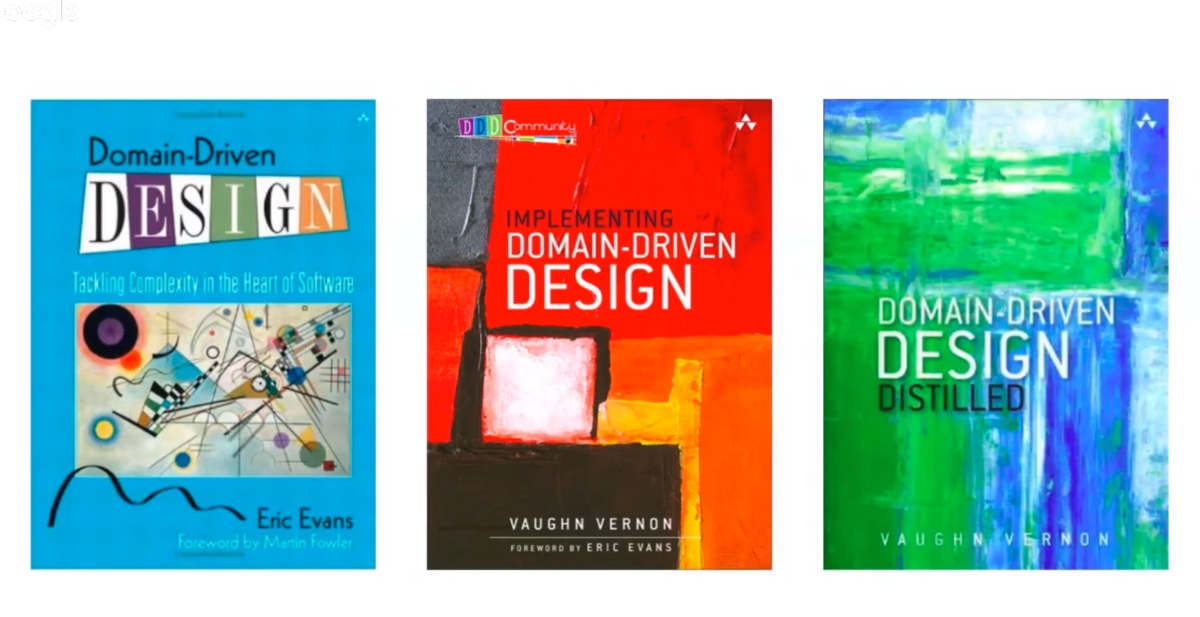 Domain-Driven
DESIGN
Tackling Complexity in the Heart of Software
Eric Evans
Foreword by Martin Fowler
DDD Community
IMPLEMENTING
DOMAIN-DRIVEN
DESIGN
VAUGHN VERNON
FOREWORD BY ERIC EVANS
DOMAIN-DRIVEN
DESIGN
DISTILLED
VAUGHN VERNON